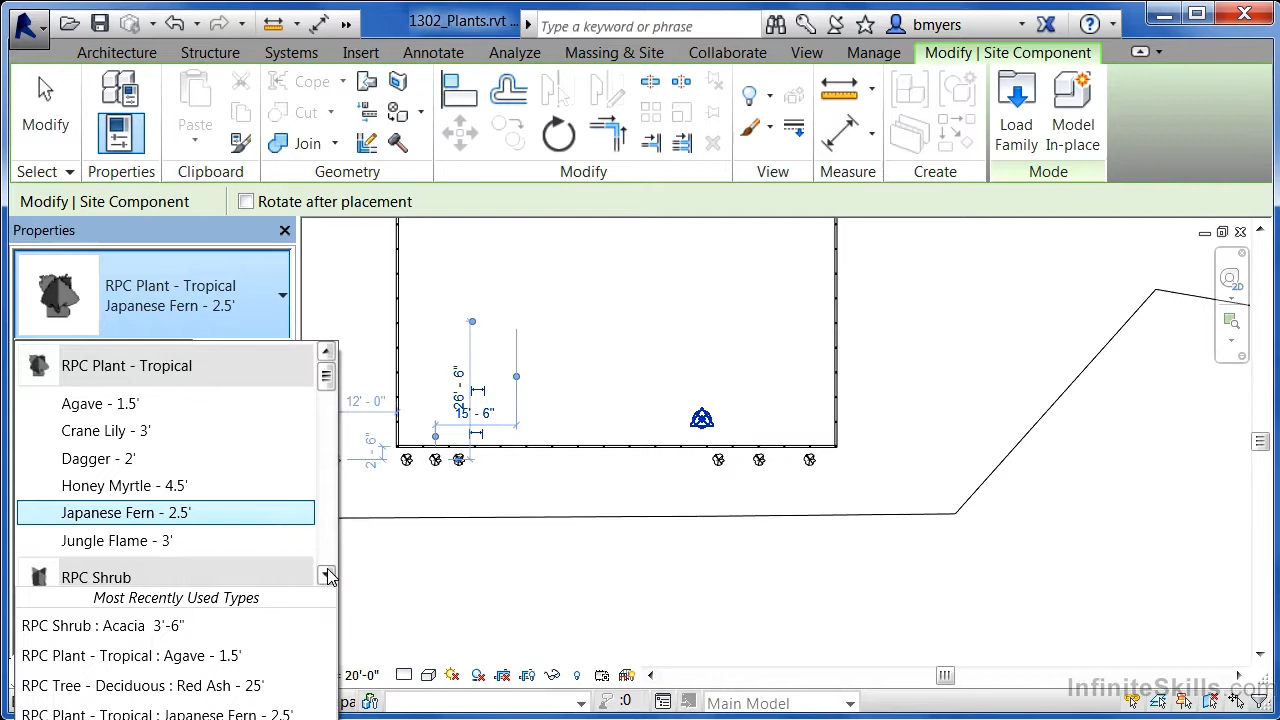 1302_Plants.rvt ...
Type a keyword or phrase
bmyers
Architecture Structure Systems Insert Annotate Analyze Massing & Site Collaborate View Manage Modify | Site Component
Modify
Paste
Cope
Cut
Join
Load Family
Model In-place
Select Properties Clipboard Geometry Modify View Measure Create Mode
Modify | Site Component
Rotate after placement
Properties
RPC Plant - Tropical
Japanese Fern - 2.5'
RPC Plant - Tropical
Agave - 1.5'
Crane Lily - 3'
Dagger - 2'
Honey Myrtle - 4.5'
Japanese Fern - 2.5'
Jungle Flame - 3'
RPC Shrub
Most Recently Used Types
RPC Shrub : Acacia 3'-6"
RPC Plant - Tropical : Agave - 1.5'
RPC Tree - Deciduous : Red Ash - 25'
RPC Plant - Tropical : Japanese Fern - 2.5'
12' - 0"
26' - 6"
15' - 6"
2D
= 20'-0"
:0
Main Model
InfiniteSkills.com